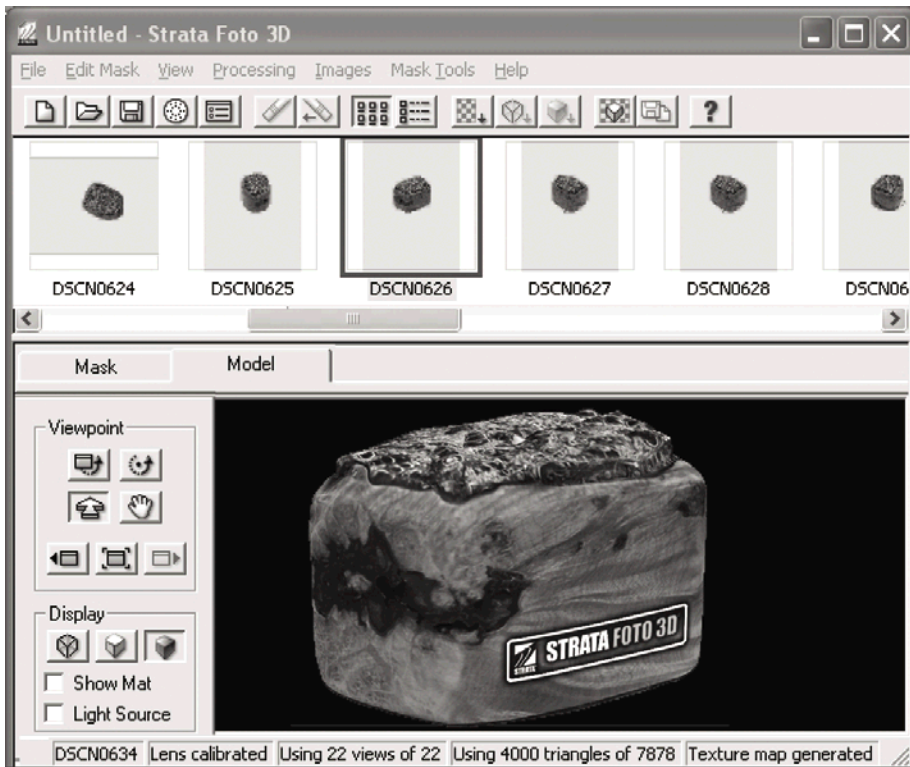 Untitled - Strata Foto 3D
File Edit Mask View Processing Images Mask Tools Help
?
DSCN0624 DSCN0625 DSCN0626 DSCN0627 DSCN0628 DSCN06
Mask Model
Viewpoint
Display
Show Mat
Light Source
STRATA STRATA FOTO 3D
DSCN0634 Lens calibrated Using 22 views of 22 Using 4000 triangles of 7878 Texture map generated